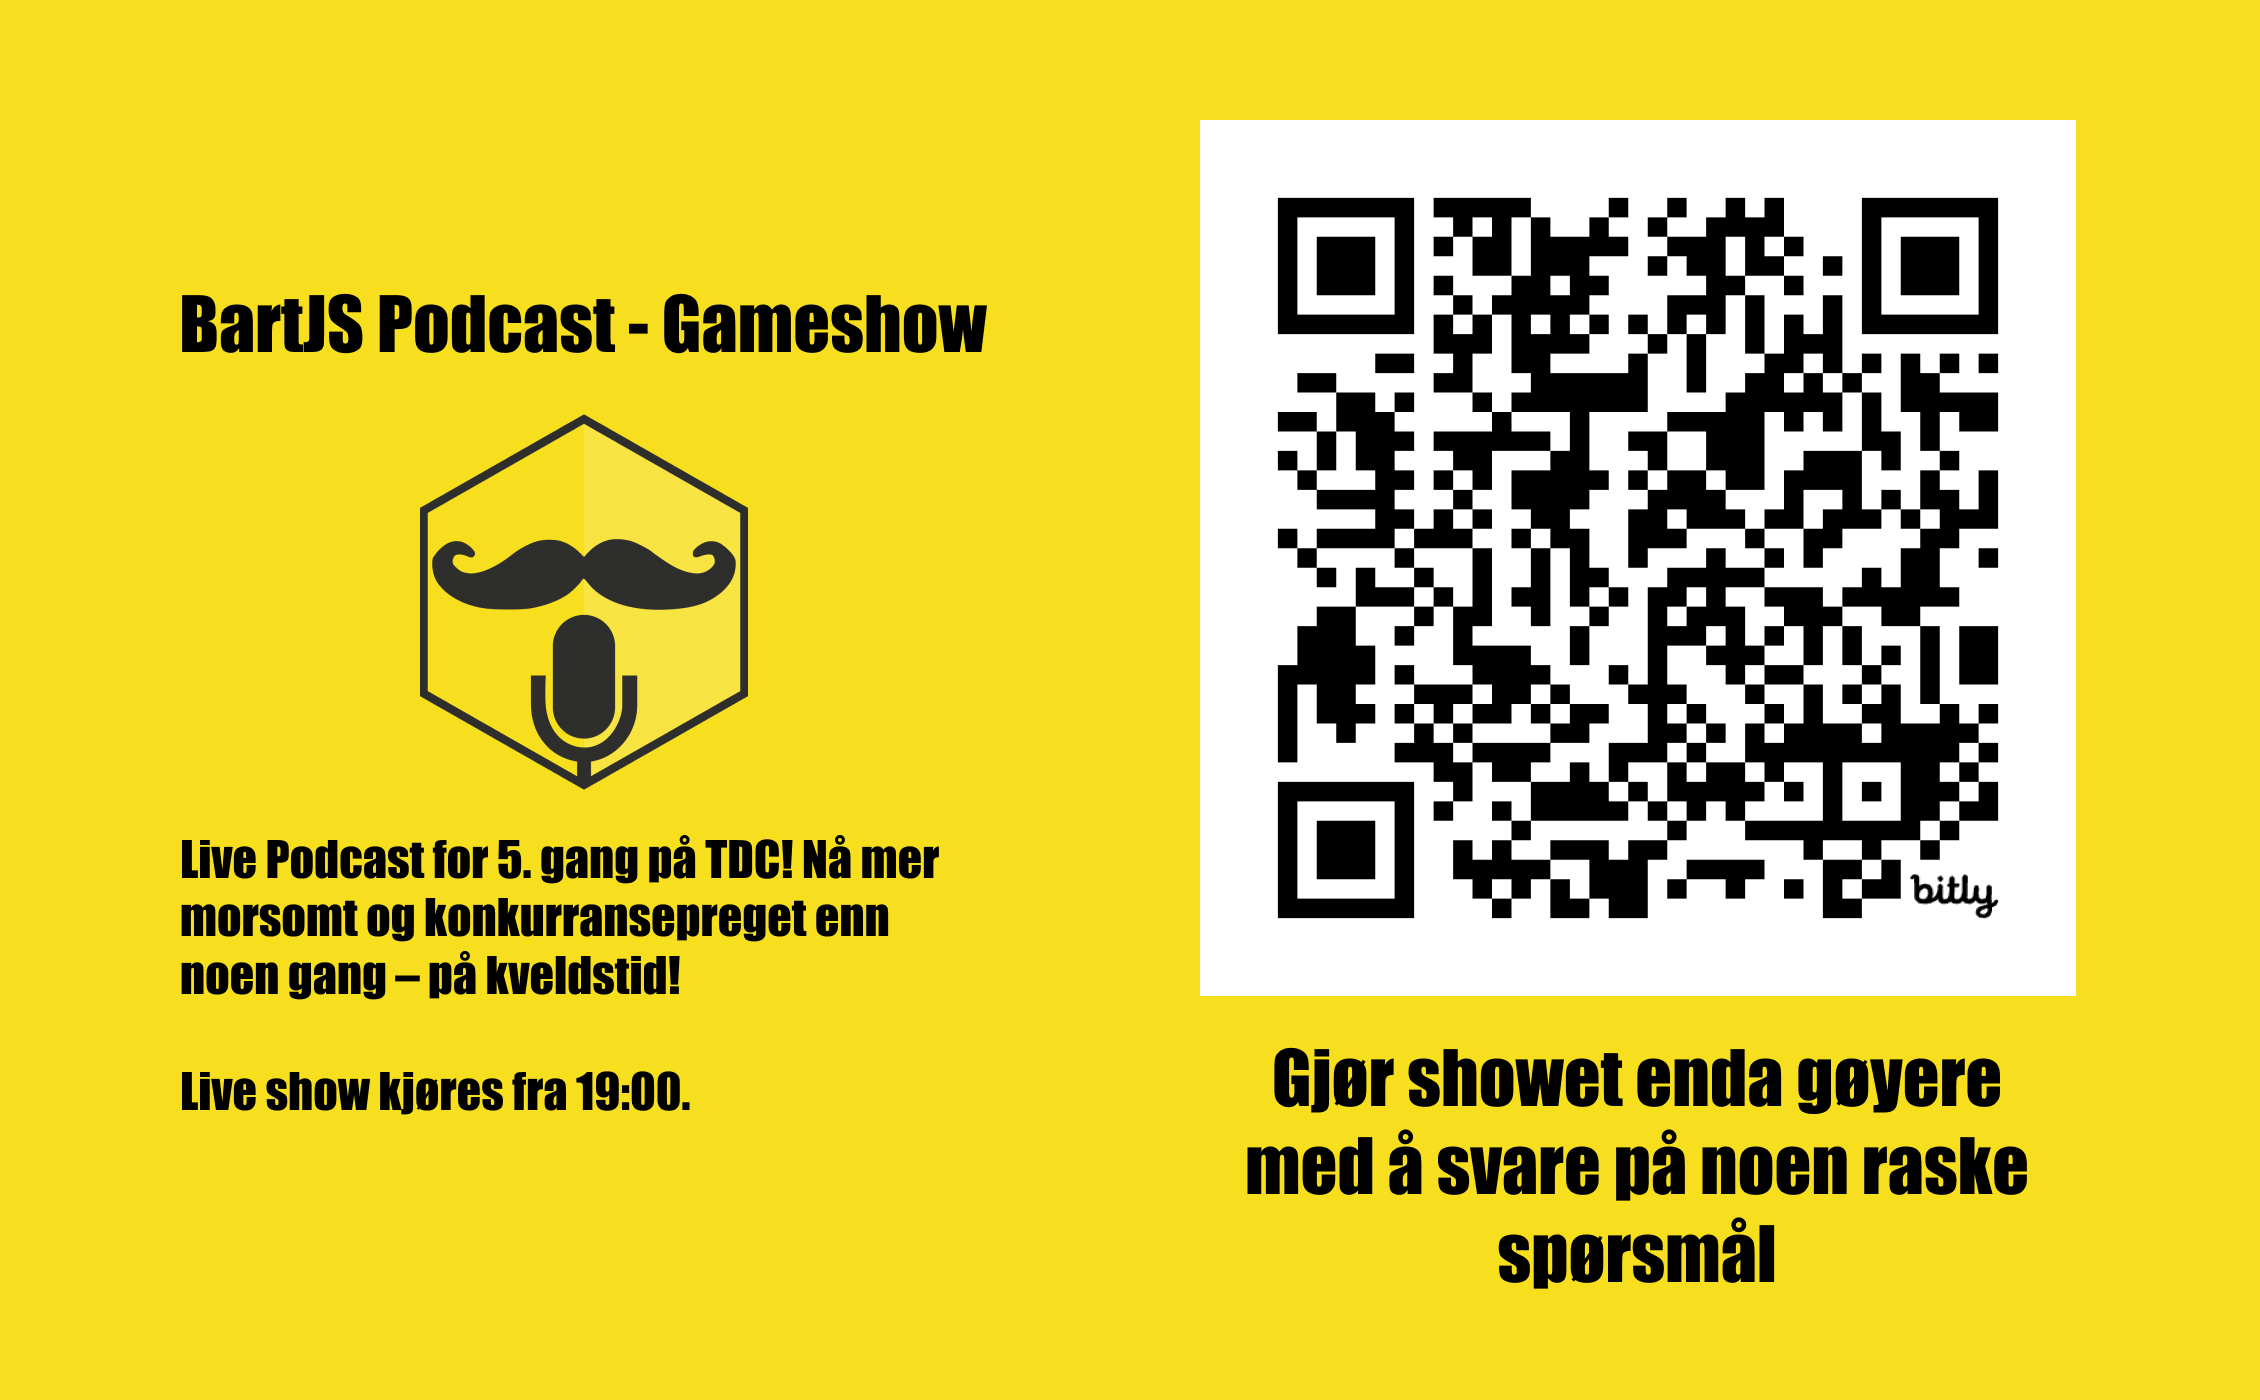 BartJS Podcast - Gameshow
Live Podcast for 5. gang på TDC! Nå mer
morsomt og konkurransepreget enn
noen gang – på kveldstid!
Live show kjøres fra 19:00.
bitly
Gjør showet enda gøyere
med å svare på noen raske
spørsmål